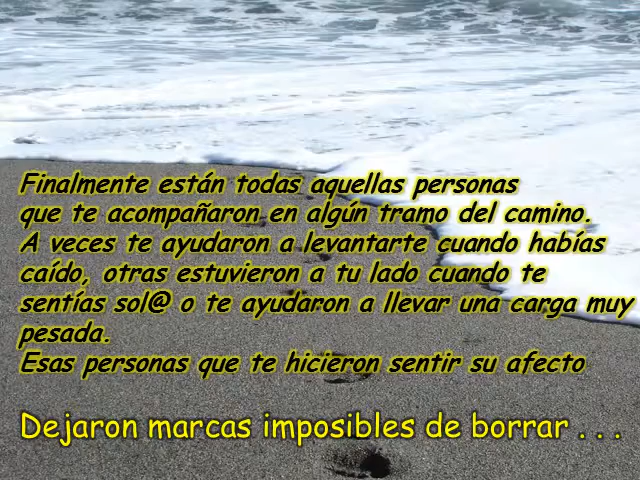 Finalmente están todas aquellas personas
que te acompañaron en algún tramo del camino.
A veces te ayudaron a levantarte cuando habías
caído, otras estuvieron a tu lado cuando te
sentías sol@ o te ayudaron a llevar una carga muy
pesada.
Esas personas que te hicieron sentir su afecto
Dejaron marcas imposibles de borrar . . .